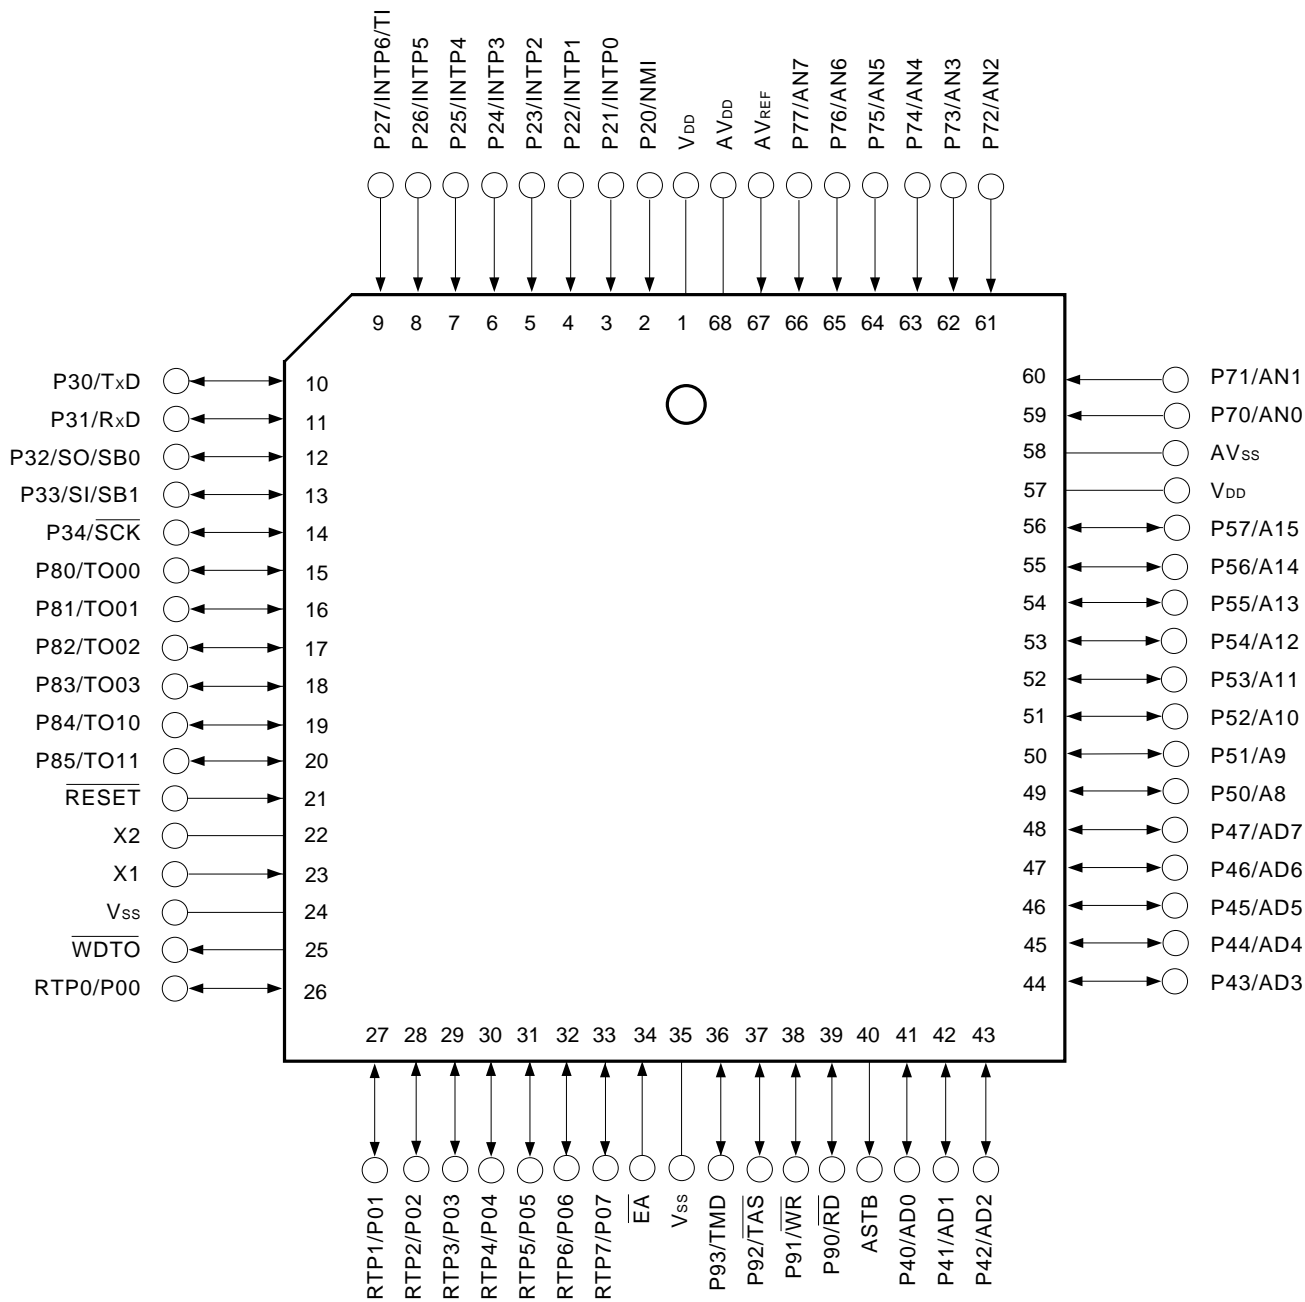 P27/INTP6/TI
P26/INTP5
P25/INTP4
P24/INTP3
P23/INTP2
P22/INTP1
P21/INTP0
P20/NMI
VDD
AVDD
AVREF
P77/AN7
P76/AN6
P75/AN5
P74/AN4
P73/AN3
P72/AN2
9 8 7 6 5 4 3 2 1 68 67 66 65 64 63 62 61
P30/TxD 10
P31/RxD 11
P32/SO/SB0 12
P33/SI/SB1 13
P34/S̅C̅K̅ 14
P80/TO00 15
P81/TO01 16
P82/TO02 17
P83/TO03 18
P84/TO10 19
P85/TO11 20
R̅E̅S̅E̅T̅ 21
X2 22
X1 23
VSS 24
W̅D̅T̅O̅ 25
RTP0/P00 26
60 P71/AN1
59 P70/AN0
58 AVSS
57 VDD
56 P57/A15
55 P56/A14
54 P55/A13
53 P54/A12
52 P53/A11
51 P52/A10
50 P51/A9
49 P50/A8
48 P47/AD7
47 P46/AD6
46 P45/AD5
45 P44/AD4
44 P43/AD3
27 28 29 30 31 32 33 34 35 36 37 38 39 40 41 42 43
RTP1/P01
RTP2/P02
RTP3/P03
RTP4/P04
RTP5/P05
RTP6/P06
RTP7/P07
E̅A̅
VSS
P93/TMD
P92/T̅A̅S̅
P91/W̅R̅
P90/R̅D̅
ASTB
P40/AD0
P41/AD1
P42/AD2